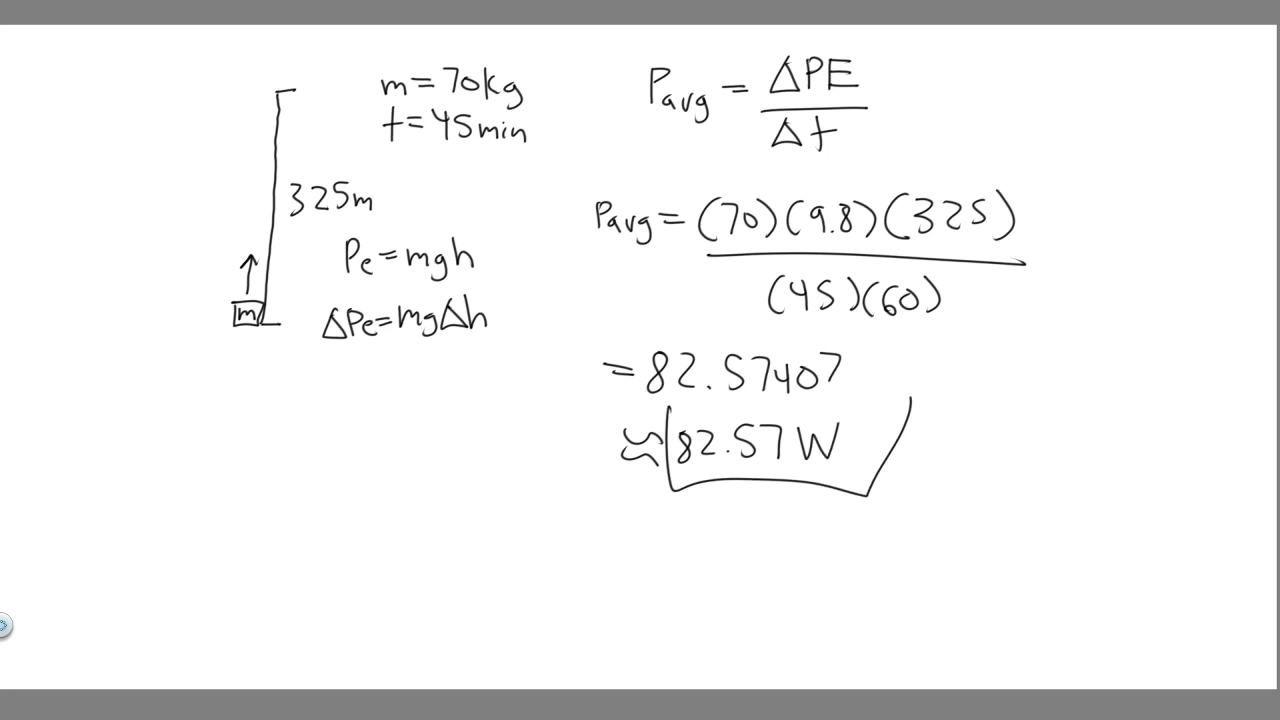 m = 70kg
t = 45min
325m
Pe = mgh
ΔPe = mgΔh
m
Pavg = ΔPE
Δt
Pavg = (70)(9.8)(325)
(45)(60)
= 82.57407
≈ 82.57 W